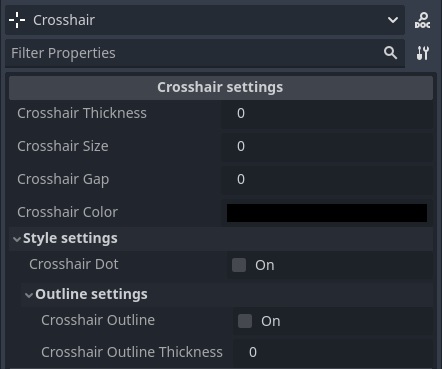 Crosshair
DOC
Filter Properties
Crosshair settings
Crosshair Thickness 0
Crosshair Size 0
Crosshair Gap 0
Crosshair Color
Style settings
Crosshair Dot On
Outline settings
Crosshair Outline On
Crosshair Outline Thickness 0